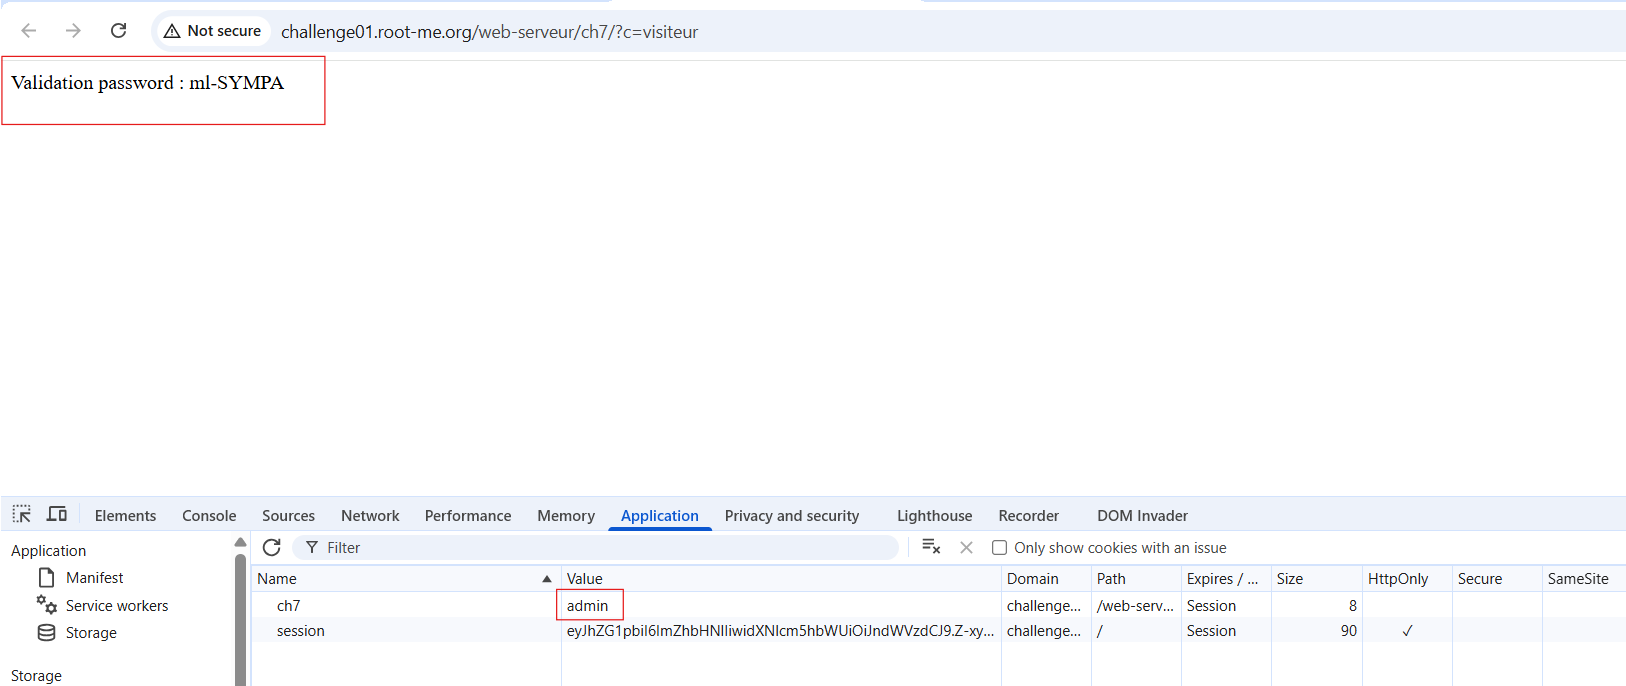 Not secure challenge01.root-me.org/web-serveur/ch7/?c=visiteur
Validation password : ml-SYMPA
Elements Console Sources Network Performance Memory Application Privacy and security Lighthouse Recorder DOM Invader
Application
Manifest
Service workers
Storage
Storage
Filter Only show cookies with an issue
Name Value Domain Path Expires / ... Size HttpOnly Secure SameSite
ch7 admin challenge... /web-serv... Session 8
session eyJhZG1pbiI6ImZhbHNlIiwidXNlcm5hbWUiOiJndWVzdCJ9.Z-xy... challenge... / Session 90 ✓